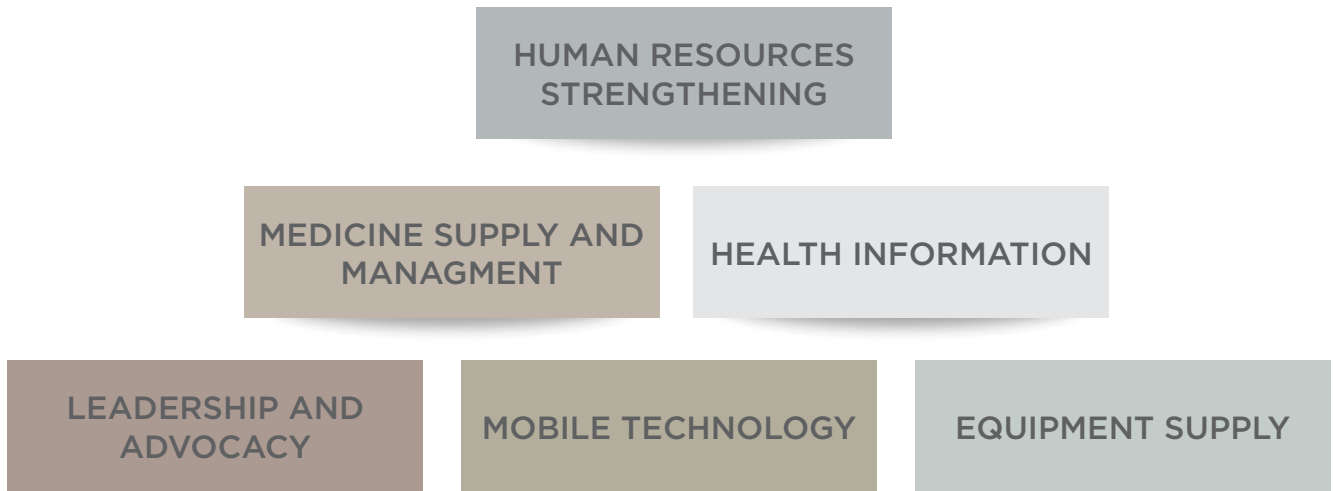 HUMAN RESOURCES
STRENGTHENING
MEDICINE SUPPLY AND
MANAGMENT
HEALTH INFORMATION
LEADERSHIP AND
ADVOCACY
MOBILE TECHNOLOGY
EQUIPMENT SUPPLY